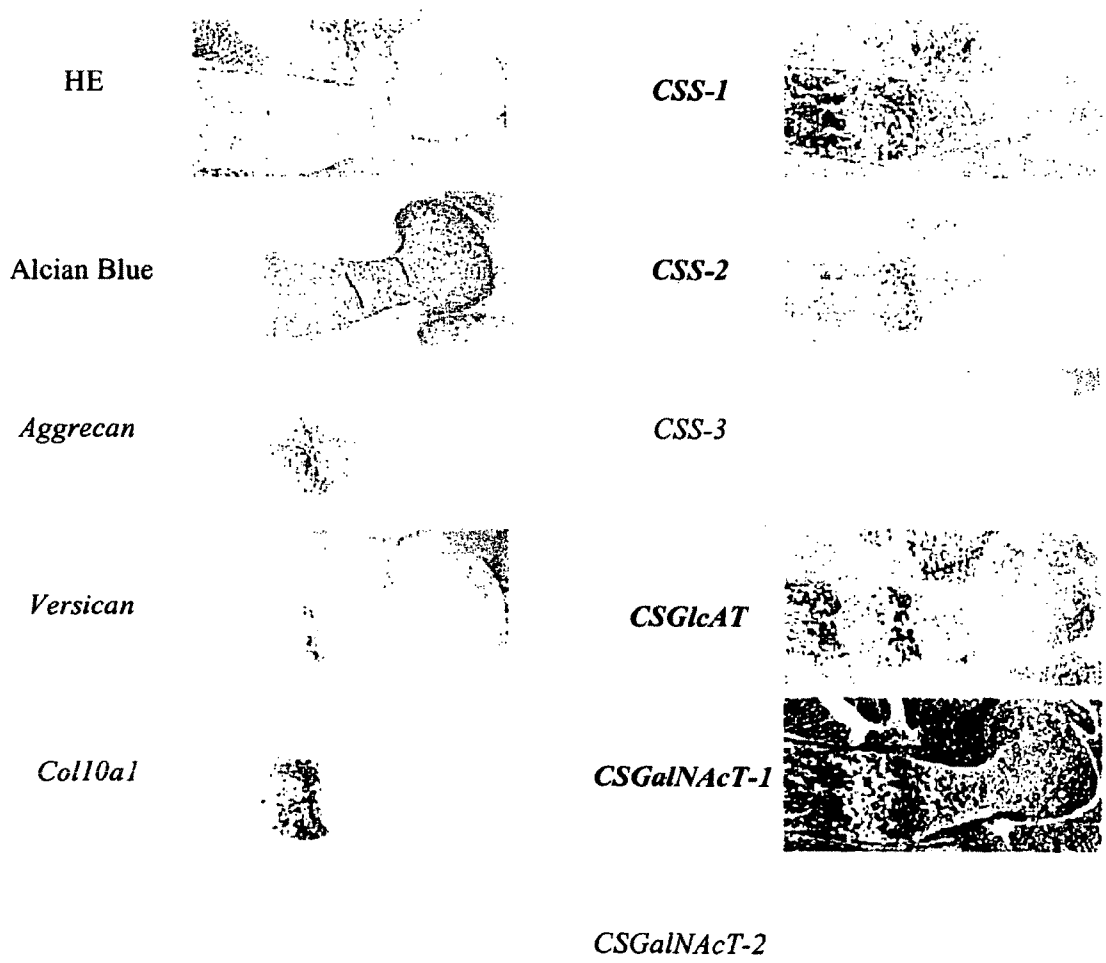 HE
Alcian Blue
Aggrecan
Versican
Col10a1
CSS-1
CSS-2
CSS-3
CSGlcAT
CSGalNAcT-1
CSGalNAcT-2